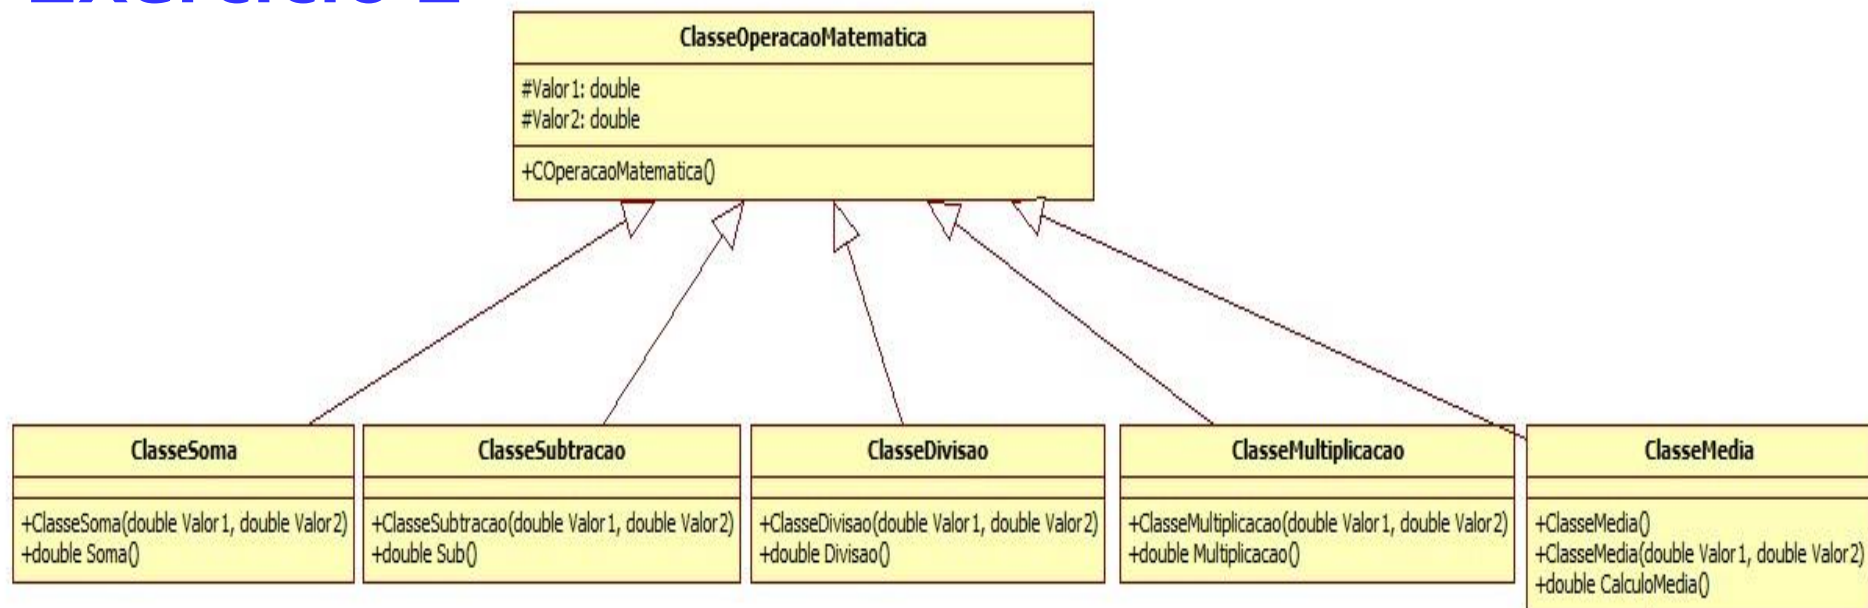 Exercício 2
ClasseOperacaoMatematica
#Valor1: double
#Valor2: double
+COperacaoMatematica()
ClasseSoma
+ClasseSoma(double Valor1, double Valor2)
+double Soma()
ClasseSubtracao
+ClasseSubtracao(double Valor1, double Valor2)
+double Sub()
ClasseDivisao
+ClasseDivisao(double Valor1, double Valor2)
+double Divisao()
ClasseMultiplicacao
+ClasseMultiplicacao(double Valor1, double Valor2)
+double Multiplicacao()
ClasseMedia
+ClasseMedia()
+ClasseMedia(double Valor1, double Valor2)
+double CalculoMedia()